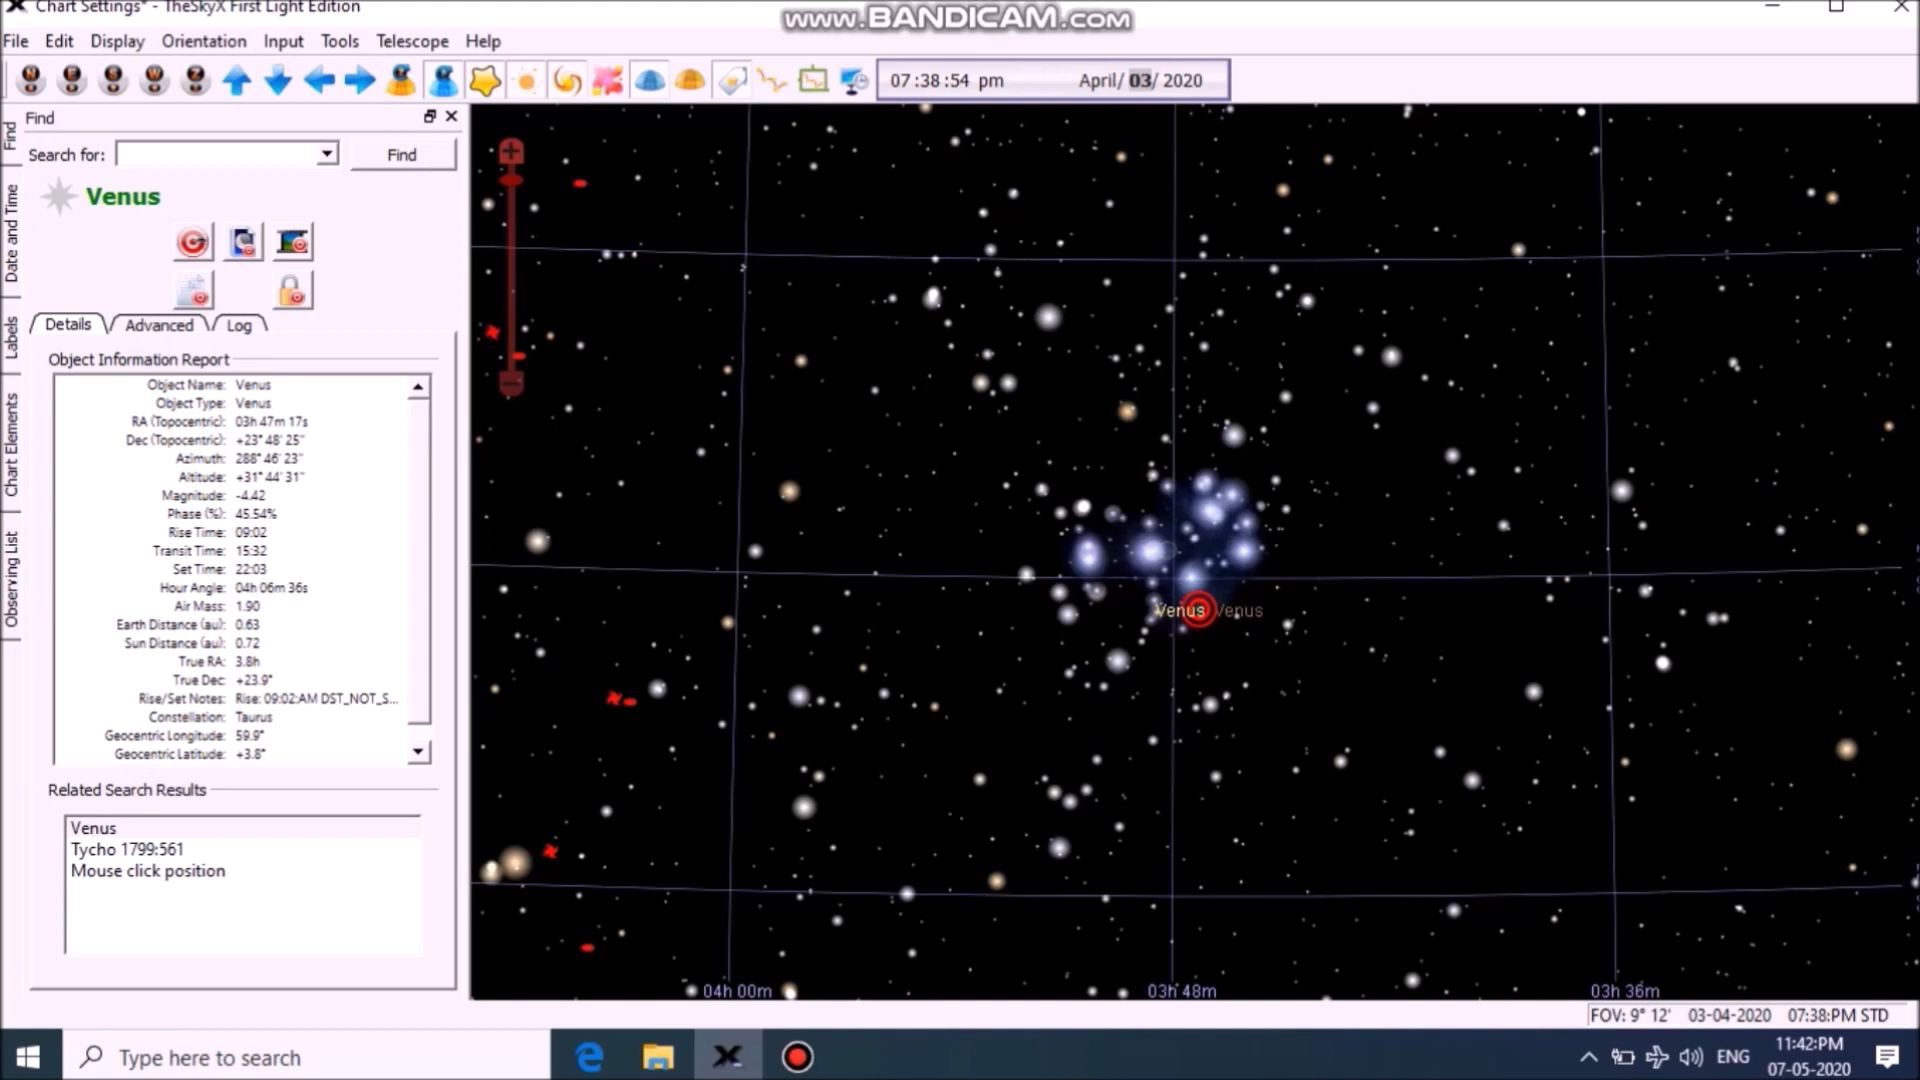 Chart Settings* - TheSkyX First Light Edition
www.BANDICAM.com
File Edit Display Orientation Input Tools Telescope Help
N E S W Z
07:38:54 pm April/ 03/ 2020
Find
Search for: Find
Venus
Find
Date and Time
Labels
Chart Elements
Observing List
Details Advanced Log
Object Information Report
Object Name: Venus
Object Type: Venus
RA (Topocentric): 03h 47m 17s
Dec (Topocentric): +23° 48' 25"
Azimuth: 288° 46' 23"
Altitude: +31° 44' 31"
Magnitude: -4.42
Phase (%): 45.54%
Rise Time: 09:02
Transit Time: 15:32
Set Time: 22:03
Hour Angle: 04h 06m 36s
Air Mass: 1.90
Earth Distance (au): 0.63
Sun Distance (au): 0.72
True RA: 3.8h
True Dec: +23.9°
Rise/Set Notes: Rise: 09:02:AM DST_NOT_S...
Constellation: Taurus
Geocentric Longitude: 59.9°
Geocentric Latitude: +3.8°
Related Search Results
Venus
Tycho 1799:561
Mouse click position
Venus Venus
04h 00m 03h 48m 03h 36m
FOV: 9° 12' 03-04-2020 07:38:PM STD
Type here to search
ENG
11:42:PM
07-05-2020